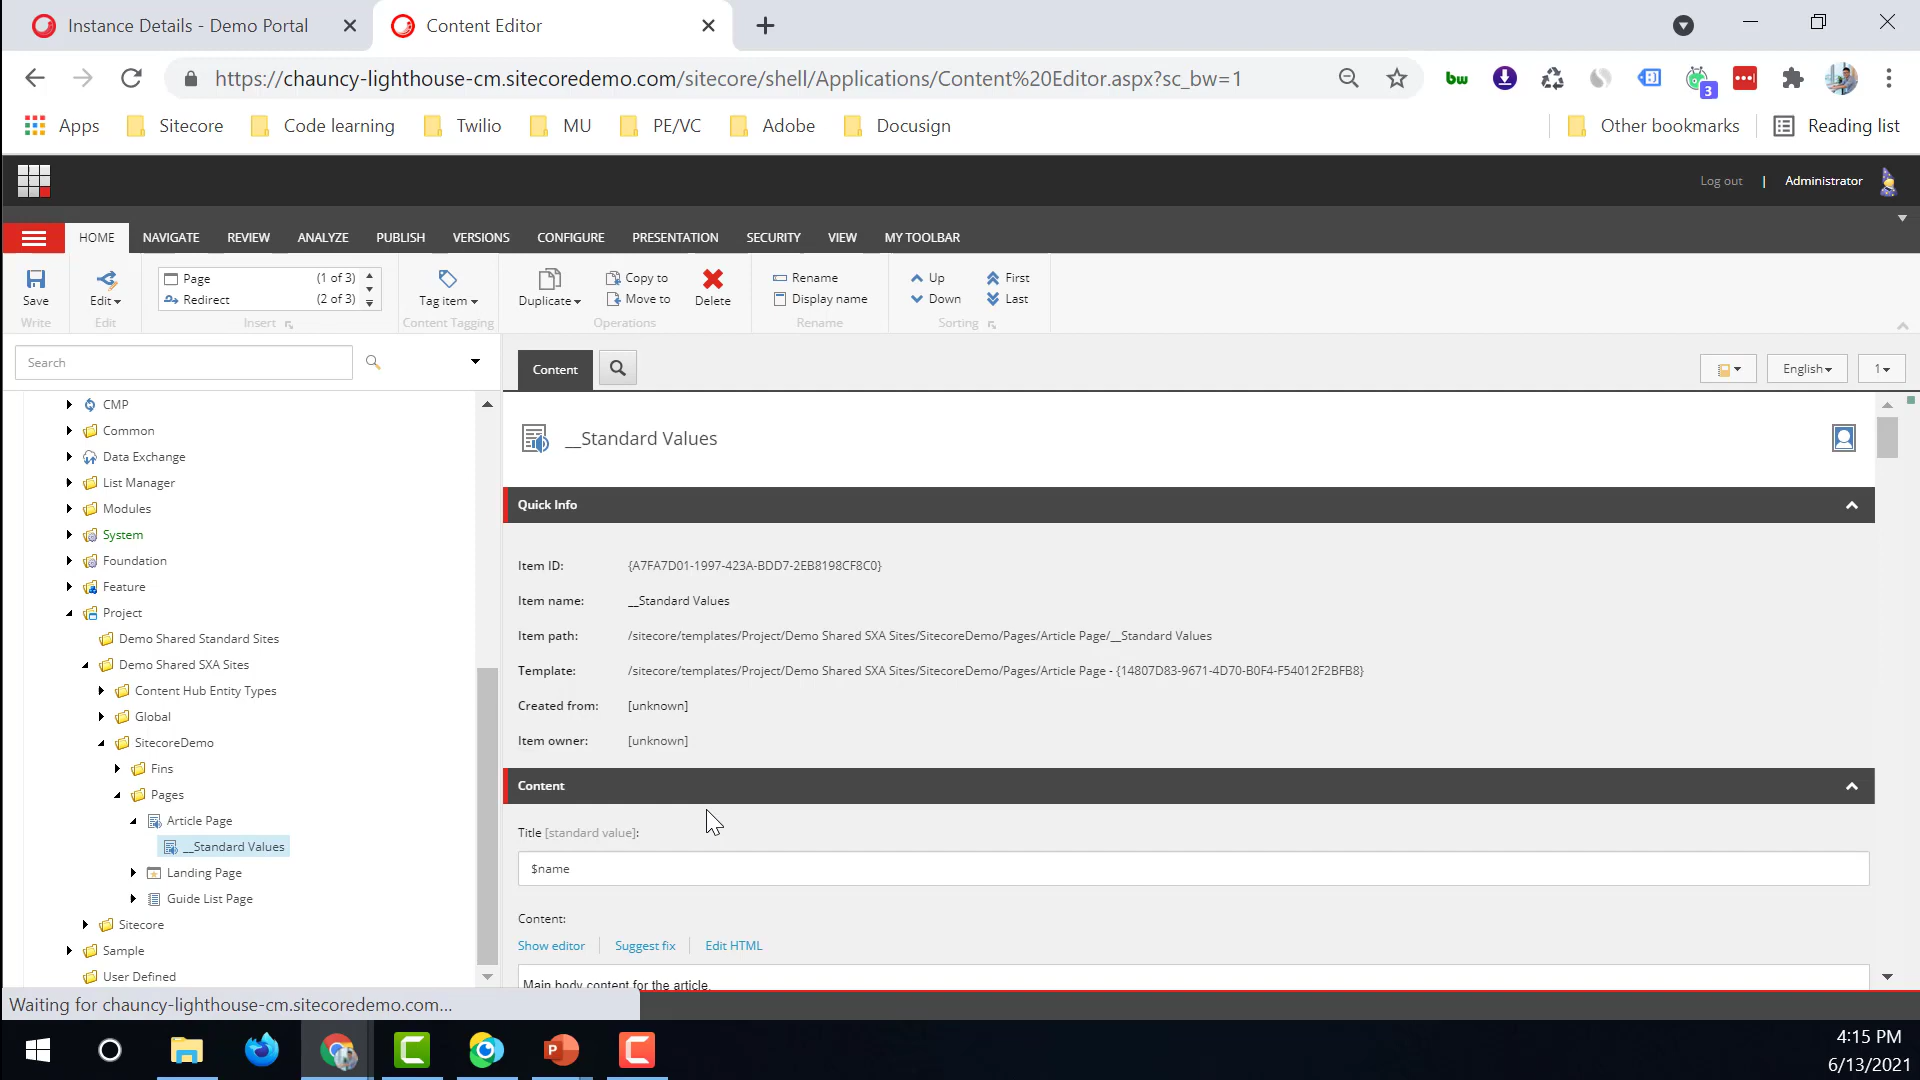 Instance Details - Demo Portal
Content Editor
https://chauncy-lighthouse-cm.sitecoredemo.com/sitecore/shell/Applications/Content%20Editor.aspx?sc_bw=1
bw
3
Apps
Sitecore
Code learning
Twilio
MU
PE/VC
Adobe
Docusign
Other bookmarks
Reading list
Log out | Administrator
HOME
NAVIGATE
REVIEW
ANALYZE
PUBLISH
VERSIONS
CONFIGURE
PRESENTATION
SECURITY
VIEW
MY TOOLBAR
Save
Write
Edit
Edit
Page (1 of 3)
Redirect (2 of 3)
Insert
Tag item
Content Tagging
Duplicate
Copy to
Move to
Delete
Operations
Rename
Display name
Rename
Up
Down
First
Last
Sorting
Search
CMP
Common
Data Exchange
List Manager
Modules
System
Foundation
Feature
Project
Demo Shared Standard Sites
Demo Shared SXA Sites
Content Hub Entity Types
Global
SitecoreDemo
Fins
Pages
Article Page
__Standard Values
Landing Page
Guide List Page
Sitecore
Sample
User Defined
Content
English
1
__Standard Values
Quick Info
Item ID: {A7FA7D01-1997-423A-BDD7-2EB8198CF8C0}
Item name: __Standard Values
Item path: /sitecore/templates/Project/Demo Shared SXA Sites/SitecoreDemo/Pages/Article Page/__Standard Values
Template: /sitecore/templates/Project/Demo Shared SXA Sites/SitecoreDemo/Pages/Article Page - {14807D83-9671-4D70-B0F4-F54012F2BFB8}
Created from: [unknown]
Item owner: [unknown]
Content
Title [standard value]:
$name
Content:
Show editor
Suggest fix
Edit HTML
Main body content for the article.
Waiting for chauncy-lighthouse-cm.sitecoredemo.com...
4:15 PM
6/13/2021